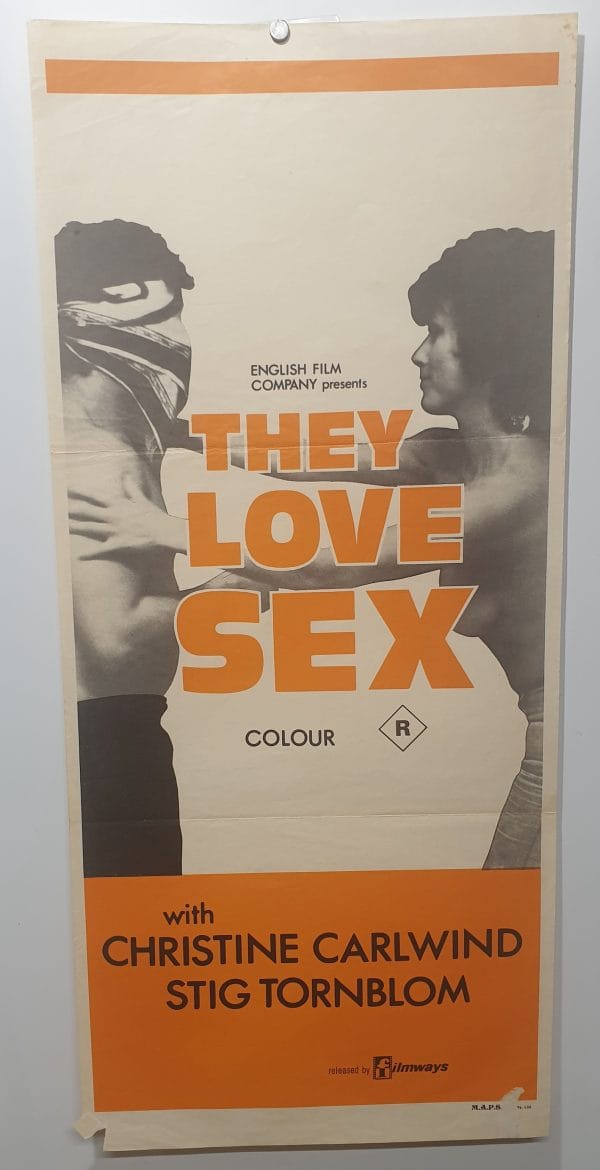 ENGLISH FILM
COMPANY presents
THEY
LOVE
SEX
COLOUR
R
with
CHRISTINE CARLWIND
STIG TORNBLOM
released by filmways
M.A.P.S.